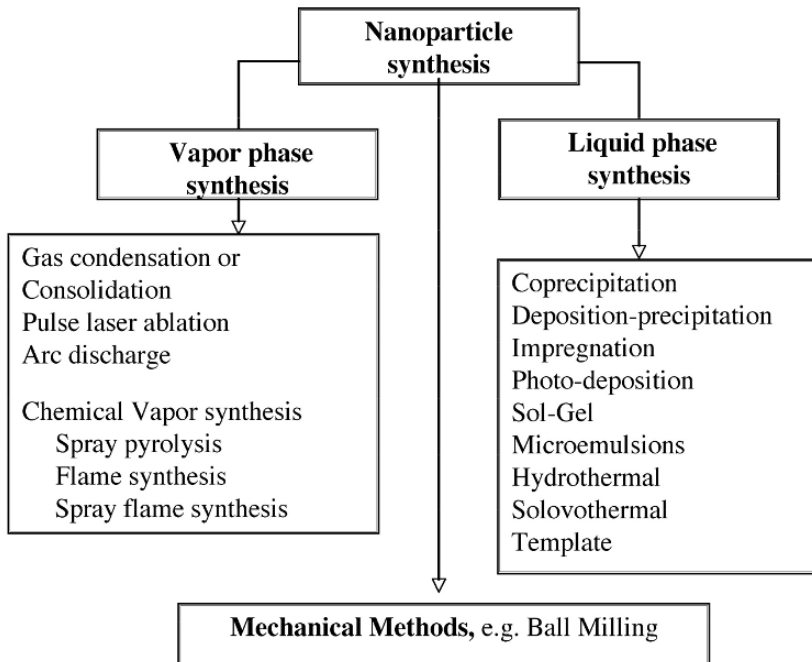 Nanoparticle
synthesis
Vapor phase
synthesis
Liquid phase
synthesis
Gas condensation or
Consolidation
Pulse laser ablation
Arc discharge
Chemical Vapor synthesis
Spray pyrolysis
Flame synthesis
Spray flame synthesis
Coprecipitation
Deposition-precipitation
Impregnation
Photo-deposition
Sol-Gel
Microemulsions
Hydrothermal
Solovothermal
Template
Mechanical Methods, e.g. Ball Milling